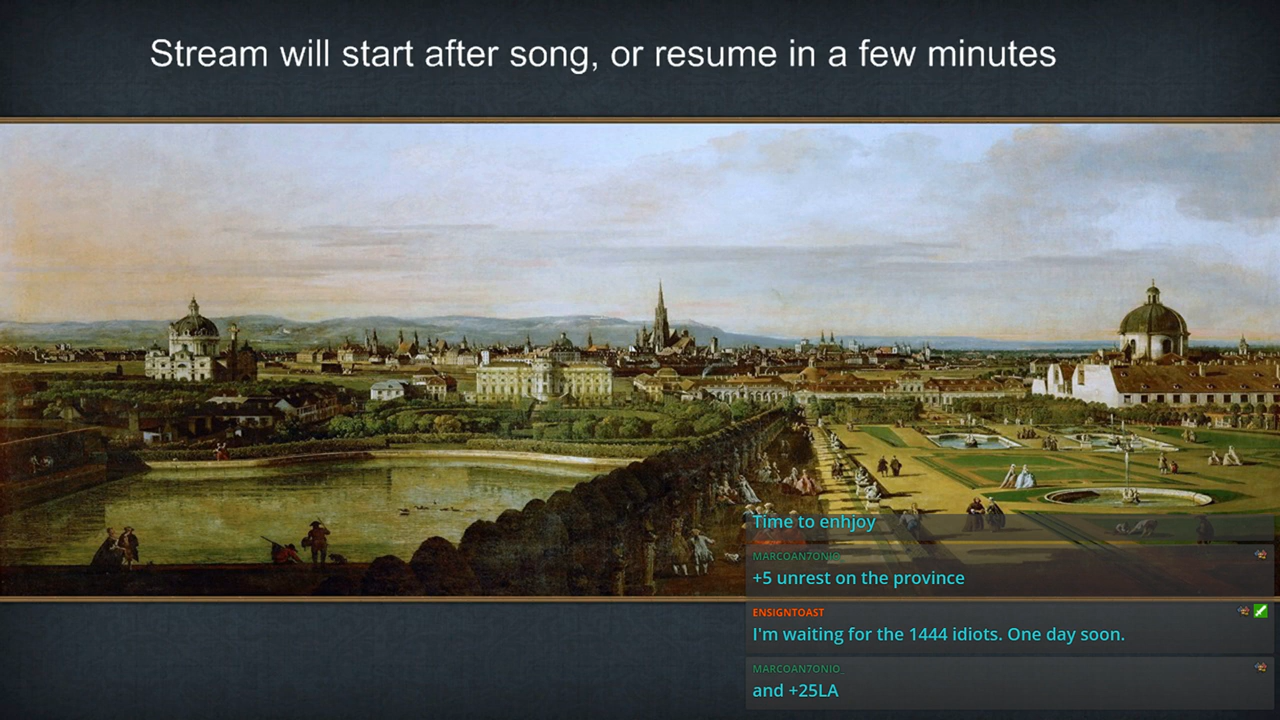 Stream will start after song, or resume in a few minutes
Time to enhjoy
MARCOAN7ONIO_
+5 unrest on the province
ENSIGNTOAST
I'm waiting for the 1444 idiots. One day soon.
MARCOAN7ONIO_
and +25LA